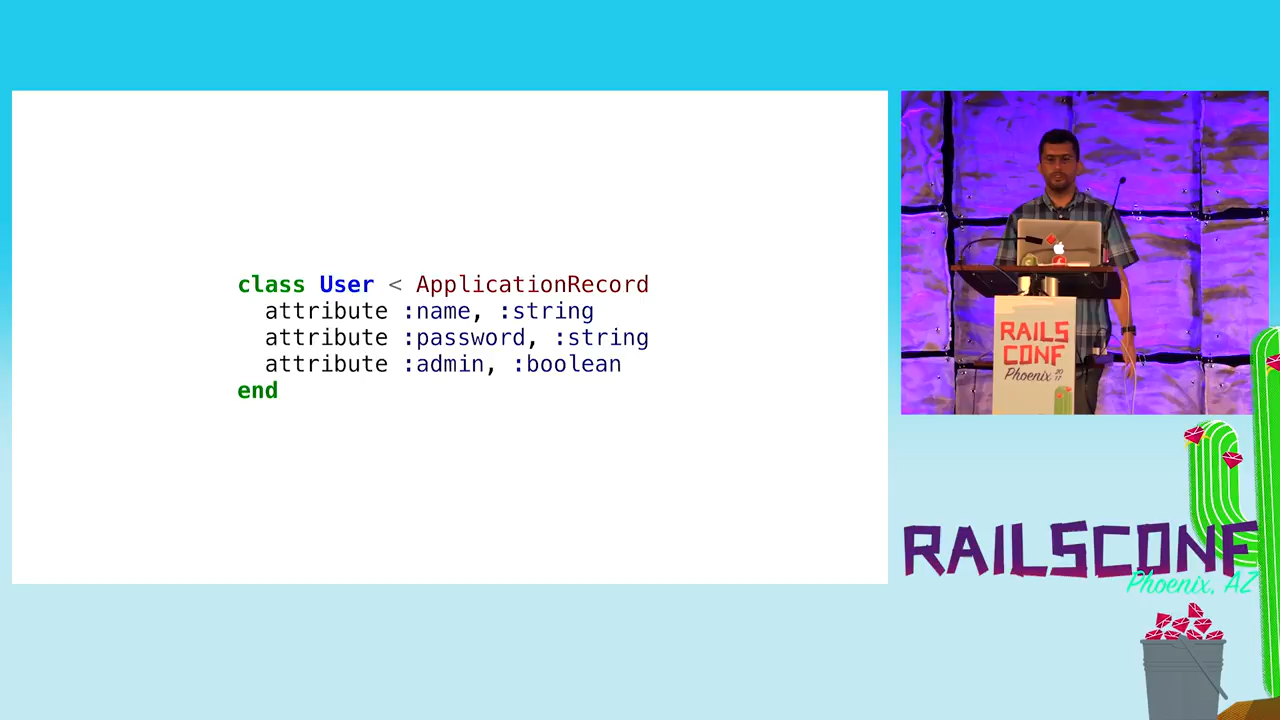 class User < ApplicationRecord
  attribute :name, :string
  attribute :password, :string
  attribute :admin, :boolean
end
RAILS
CONF
Phoenix 2017
RAILSCONF
Phoenix, AZ